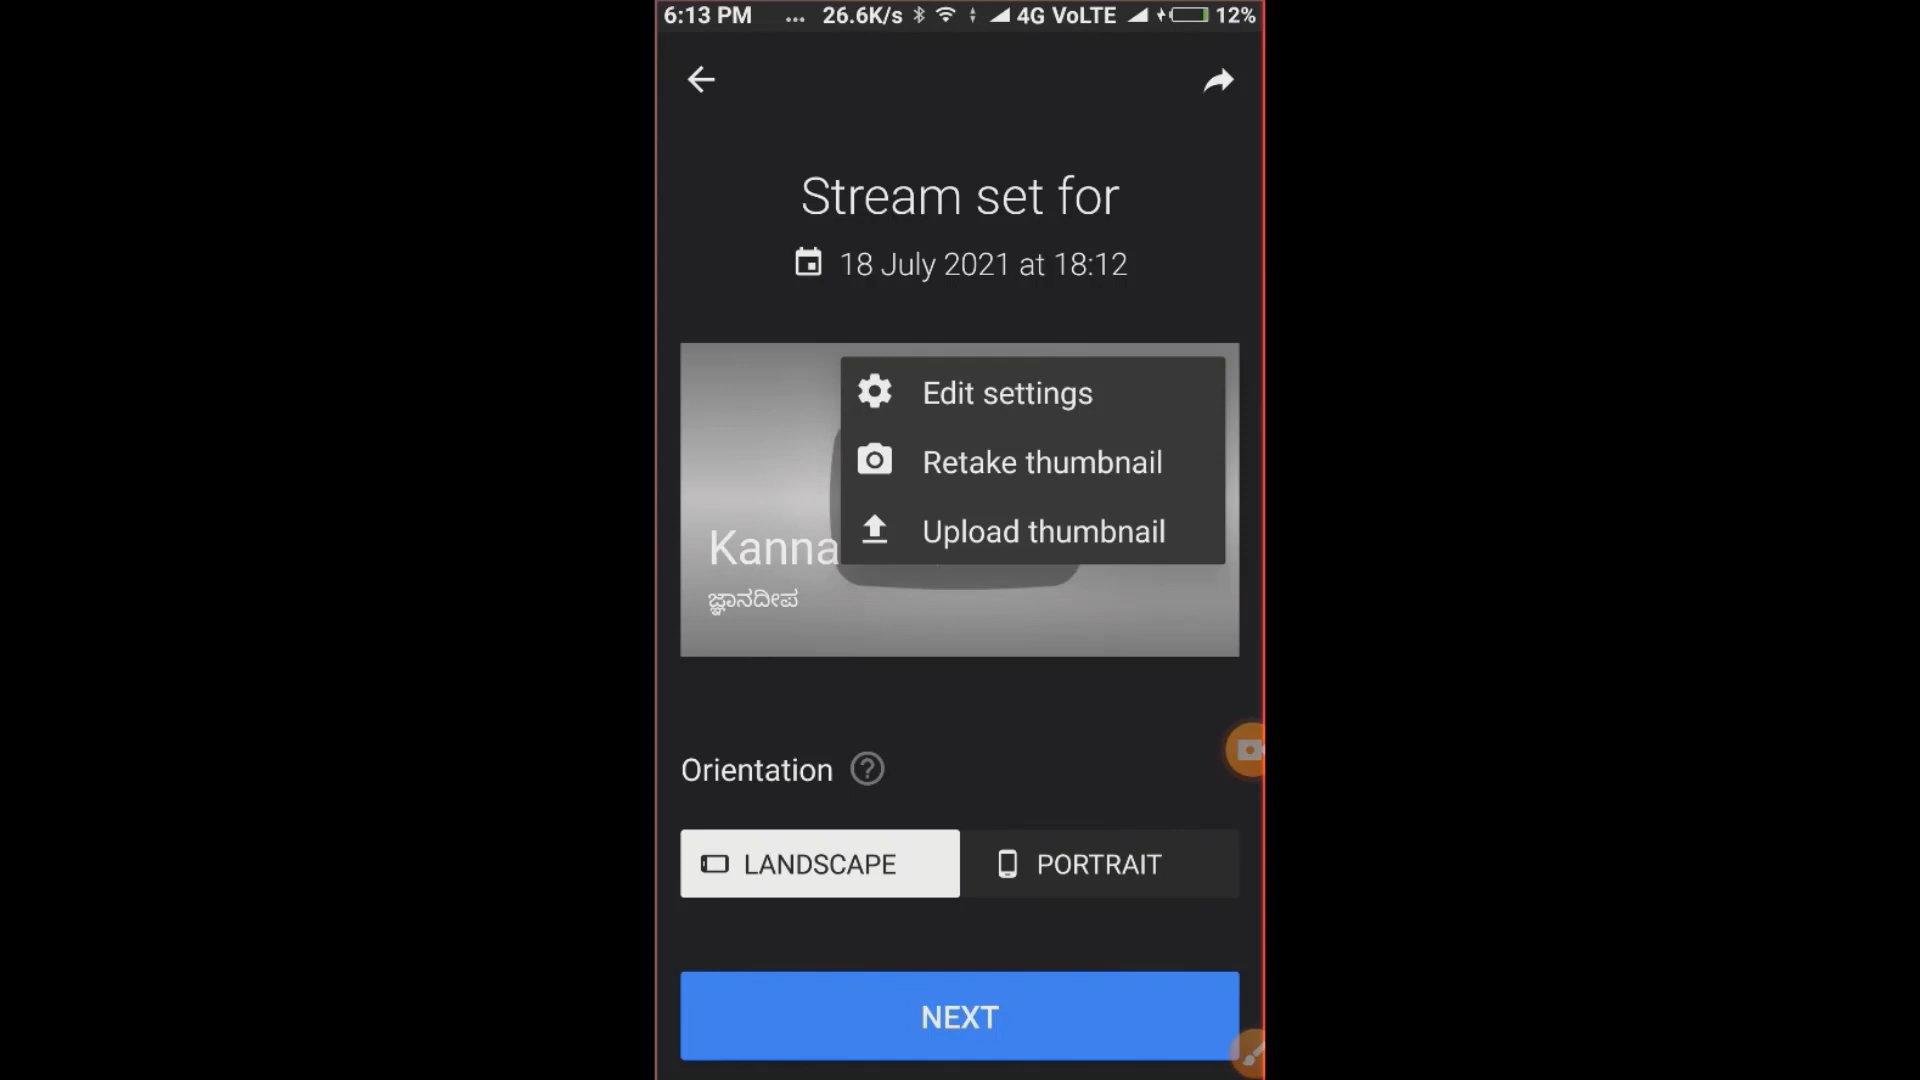 6:13 PM ... 26.6K/s 4G VoLTE 12%
Stream set for
18 July 2021 at 18:12
Edit settings
Retake thumbnail
Upload thumbnail
Kanna
ಜ್ಞಾನದೀಪ
Orientation ?
LANDSCAPE PORTRAIT
NEXT